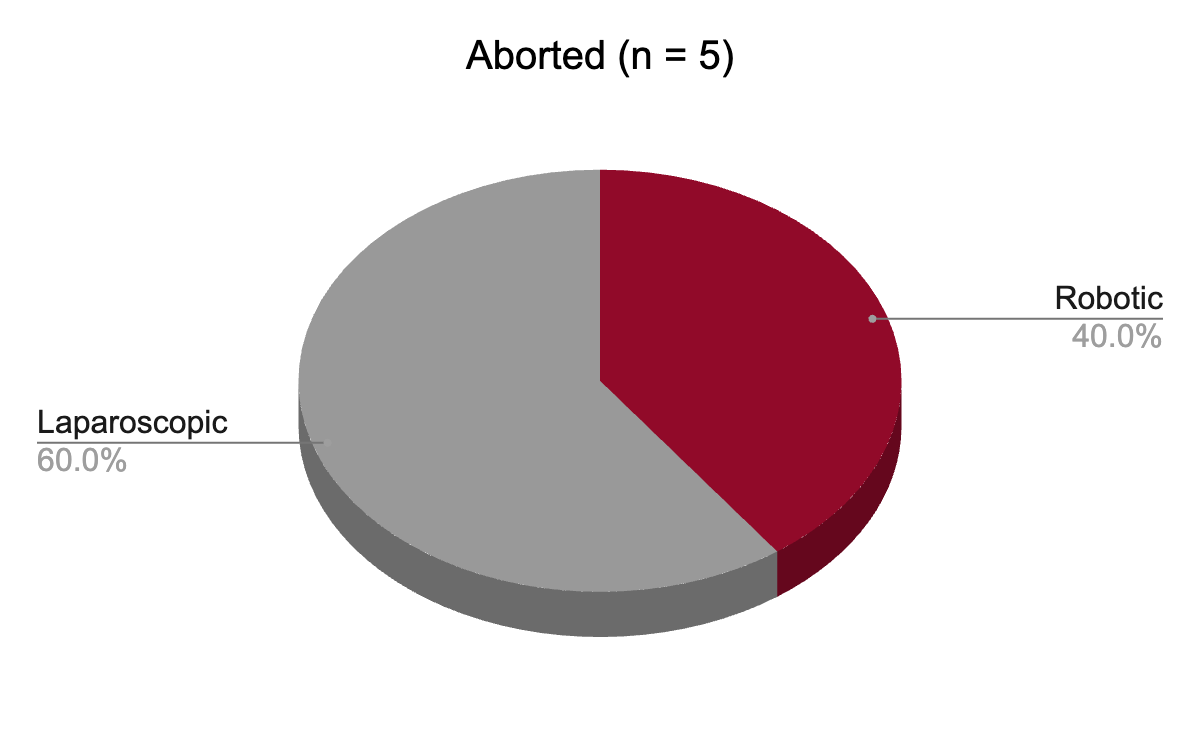 Aborted (n = 5)
Robotic
40.0%
Laparoscopic
60.0%